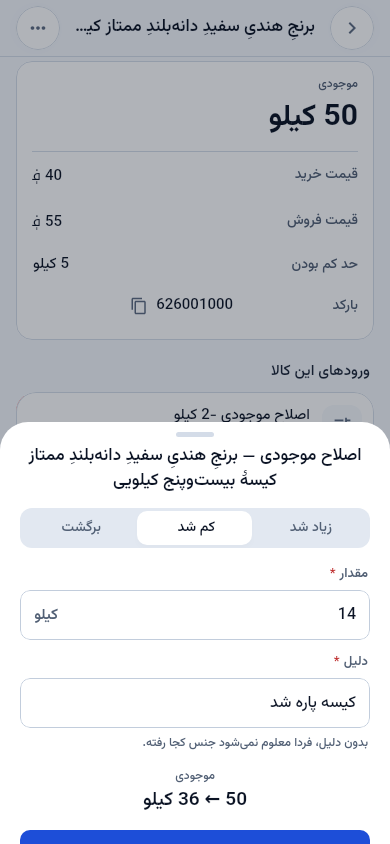 برنجِ هندیِ سفیدِ دانه‌بلندِ ممتاز کیـ...
موجودی
50 کیلو
قیمت خرید 40 ؋
قیمت فروش 55 ؋
حد کم بودن 5 کیلو
بارکد 626001000
ورودهای این کالا
اصلاح موجودی -2 کیلو
اصلاح موجودی — برنجِ هندیِ سفیدِ دانه‌بلندِ ممتاز
کیسهٔ بیست‌وپنج کیلویی
زیاد شد کم شد برگشت
مقدار *
14 کیلو
دلیل *
کیسه پاره شد
بدون دلیل، فردا معلوم نمی‌شود جنس کجا رفته.
موجودی
50 ← 36 کیلو